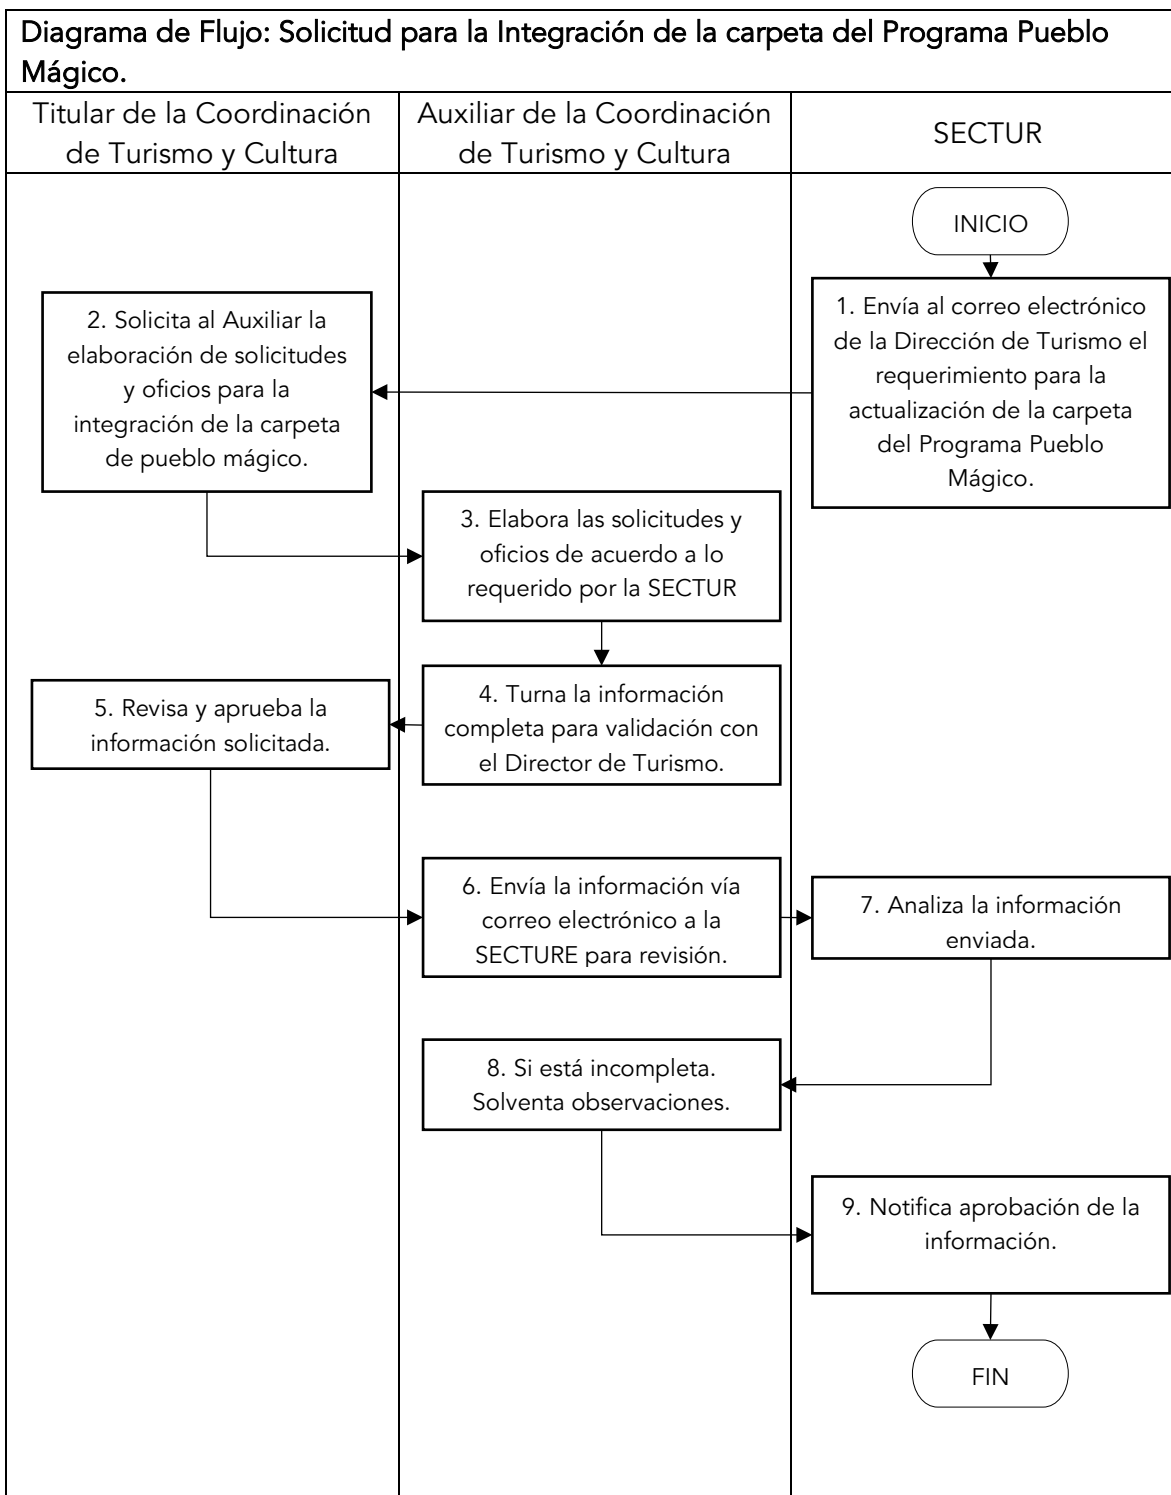 Diagrama de Flujo: Solicitud para la Integración de la carpeta del Programa Pueblo
Mágico.
Titular de la Coordinación
de Turismo y Cultura
Auxiliar de la Coordinación
de Turismo y Cultura
SECTUR
INICIO
1. Envía al correo electrónico
de la Dirección de Turismo el
requerimiento para la
actualización de la carpeta
del Programa Pueblo
Mágico.
2. Solicita al Auxiliar la
elaboración de solicitudes
y oficios para la
integración de la carpeta
de pueblo mágico.
3. Elabora las solicitudes y
oficios de acuerdo a lo
requerido por la SECTUR
4. Turna la información
completa para validación con
el Director de Turismo.
5. Revisa y aprueba la
información solicitada.
6. Envía la información vía
correo electrónico a la
SECTURE para revisión.
7. Analiza la información
enviada.
8. Si está incompleta.
Solventa observaciones.
9. Notifica aprobación de la
información.
FIN